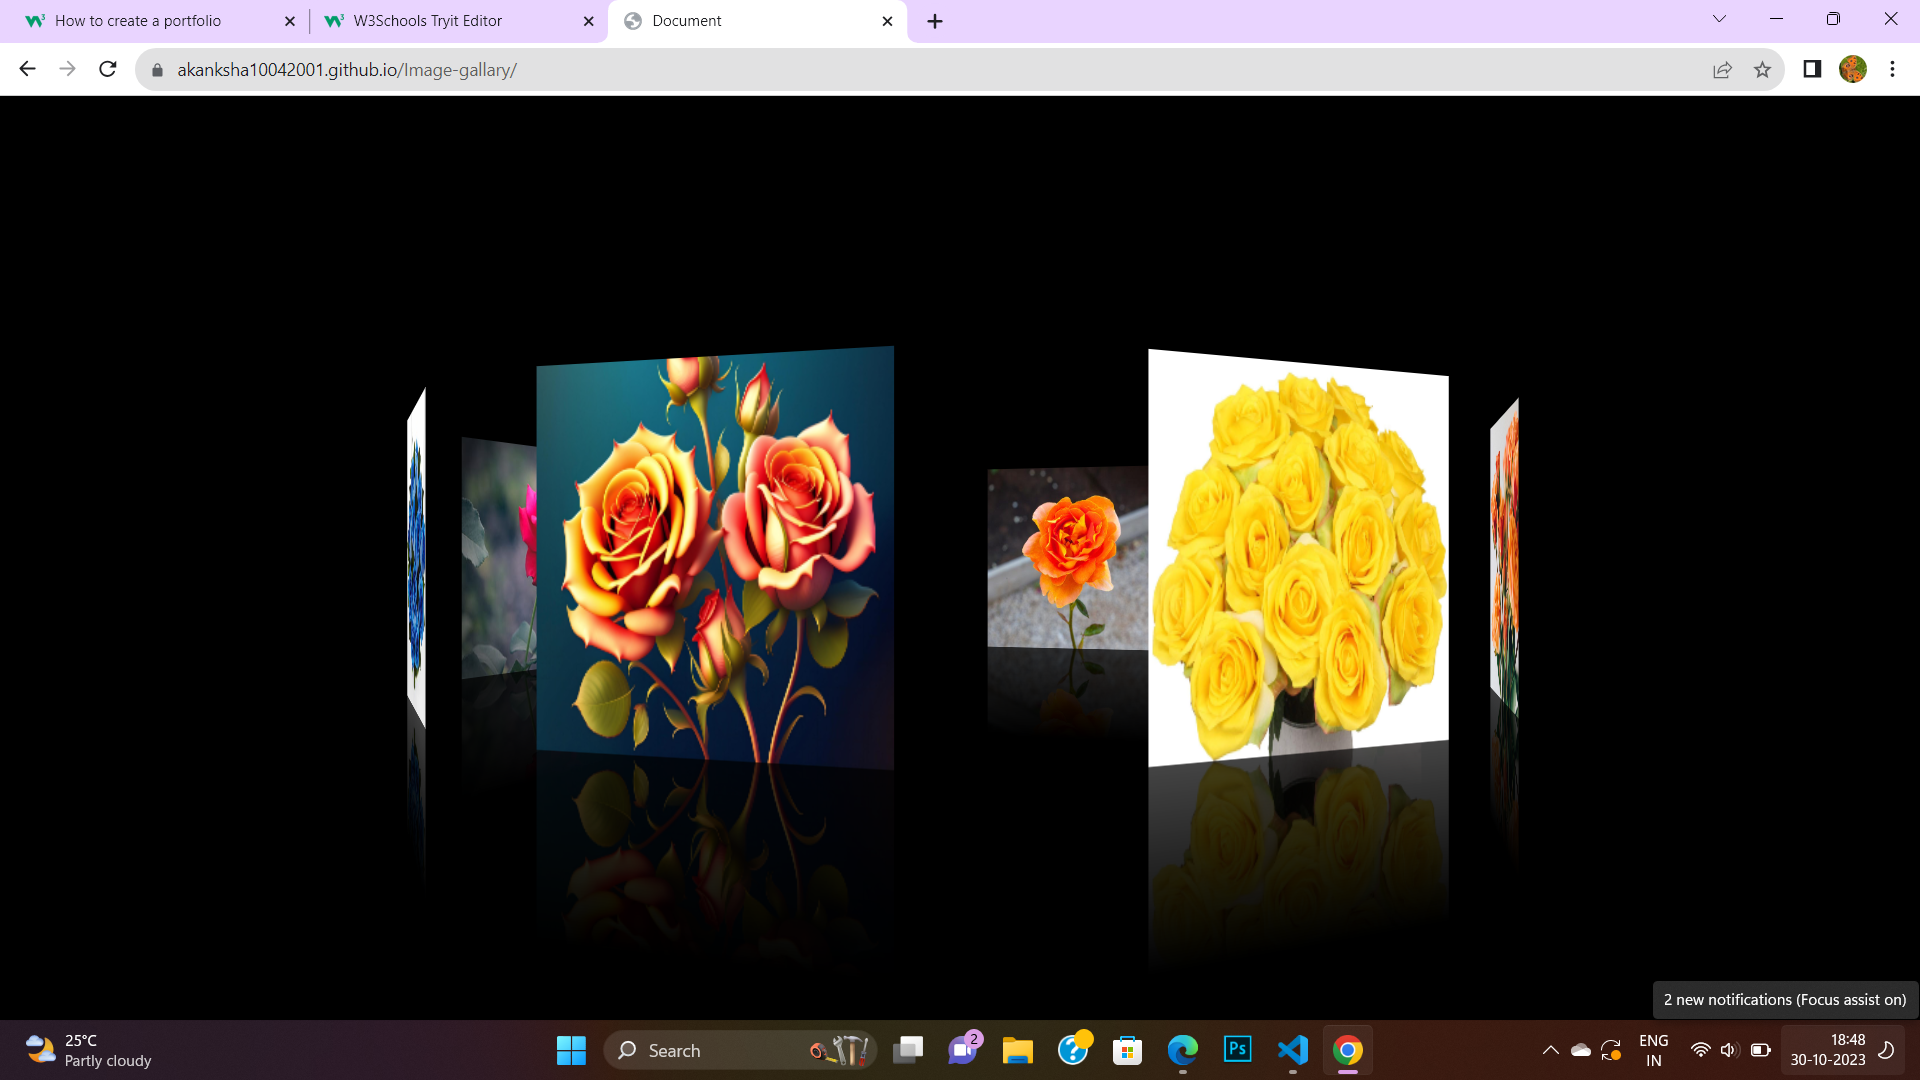 How to create a portfolio
W3Schools Tryit Editor
Document
akanksha10042001.github.io/Image-gallary/
2 new notifications (Focus assist on)
25°C
Partly cloudy
Search
2
Ps
ENG
IN
18:48
30-10-2023